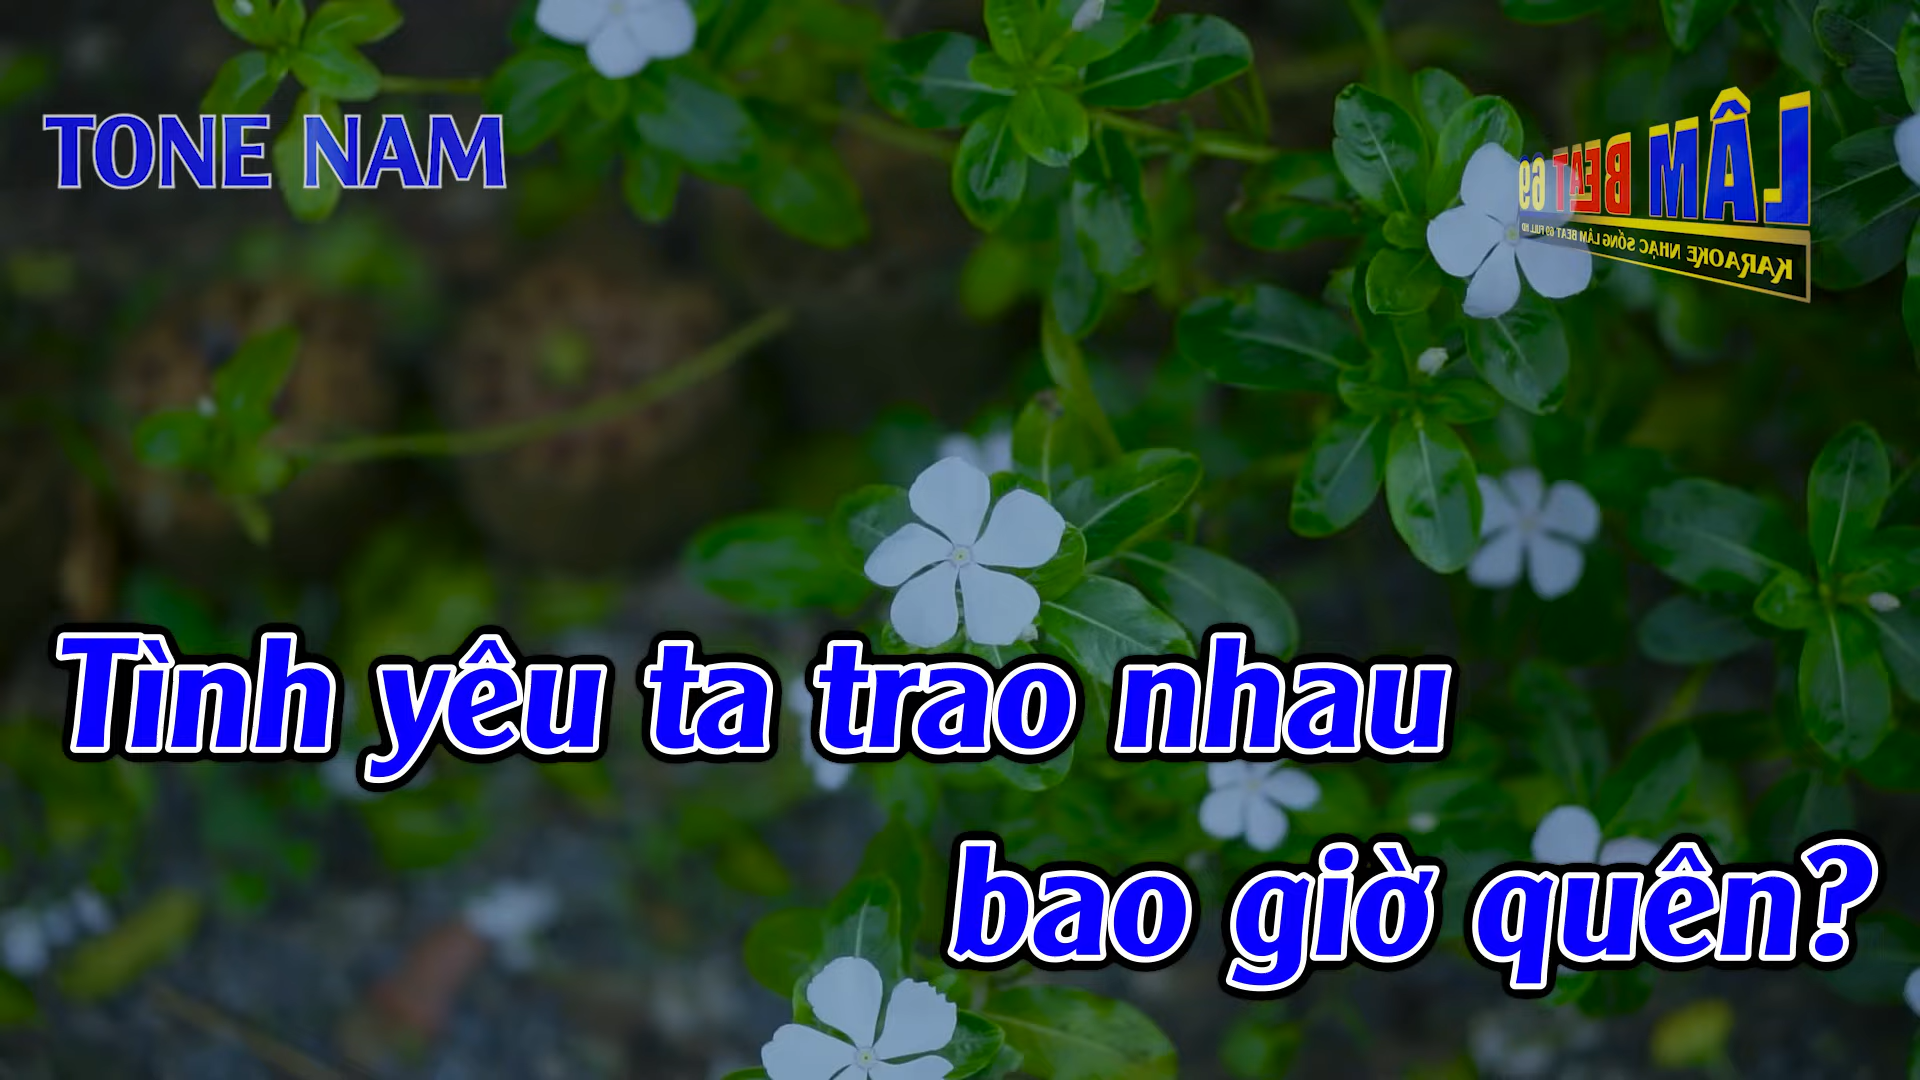 TONE NAM
LÂM BEAT 69
KARAOKE NHẠC SỐNG LÂM BEAT 69 FULL HD
Tình yêu ta trao nhau
bao giờ quên?